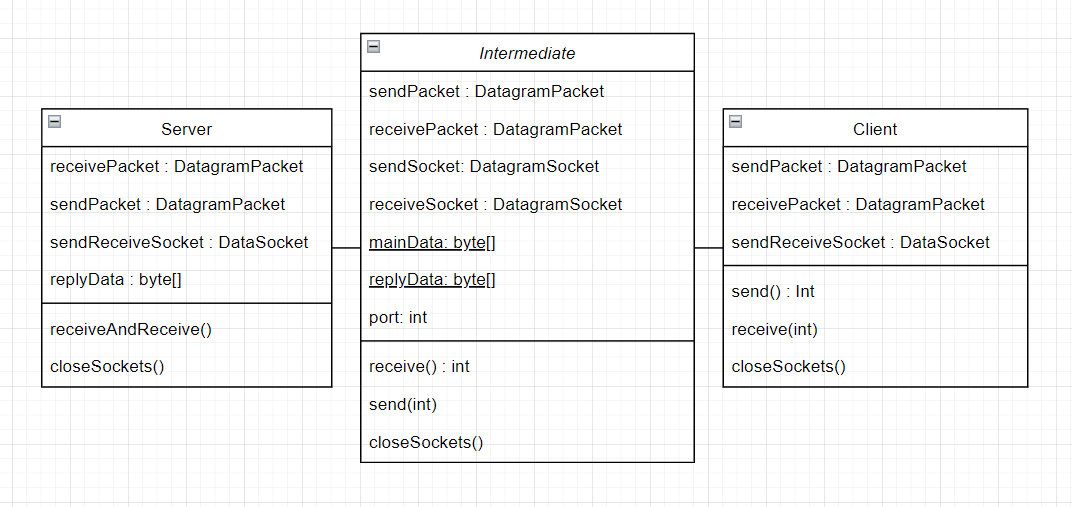 Server
receivePacket : DatagramPacket
sendPacket : DatagramPacket
sendReceiveSocket : DataSocket
replyData : byte[]
receiveAndReceive()
closeSockets()
Intermediate
sendPacket : DatagramPacket
receivePacket : DatagramPacket
sendSocket: DatagramSocket
receiveSocket : DatagramSocket
mainData: byte[]
replyData: byte[]
port: int
receive() : int
send(int)
closeSockets()
Client
sendPacket : DatagramPacket
receivePacket : DatagramPacket
sendReceiveSocket : DataSocket
send() : Int
receive(int)
closeSockets()